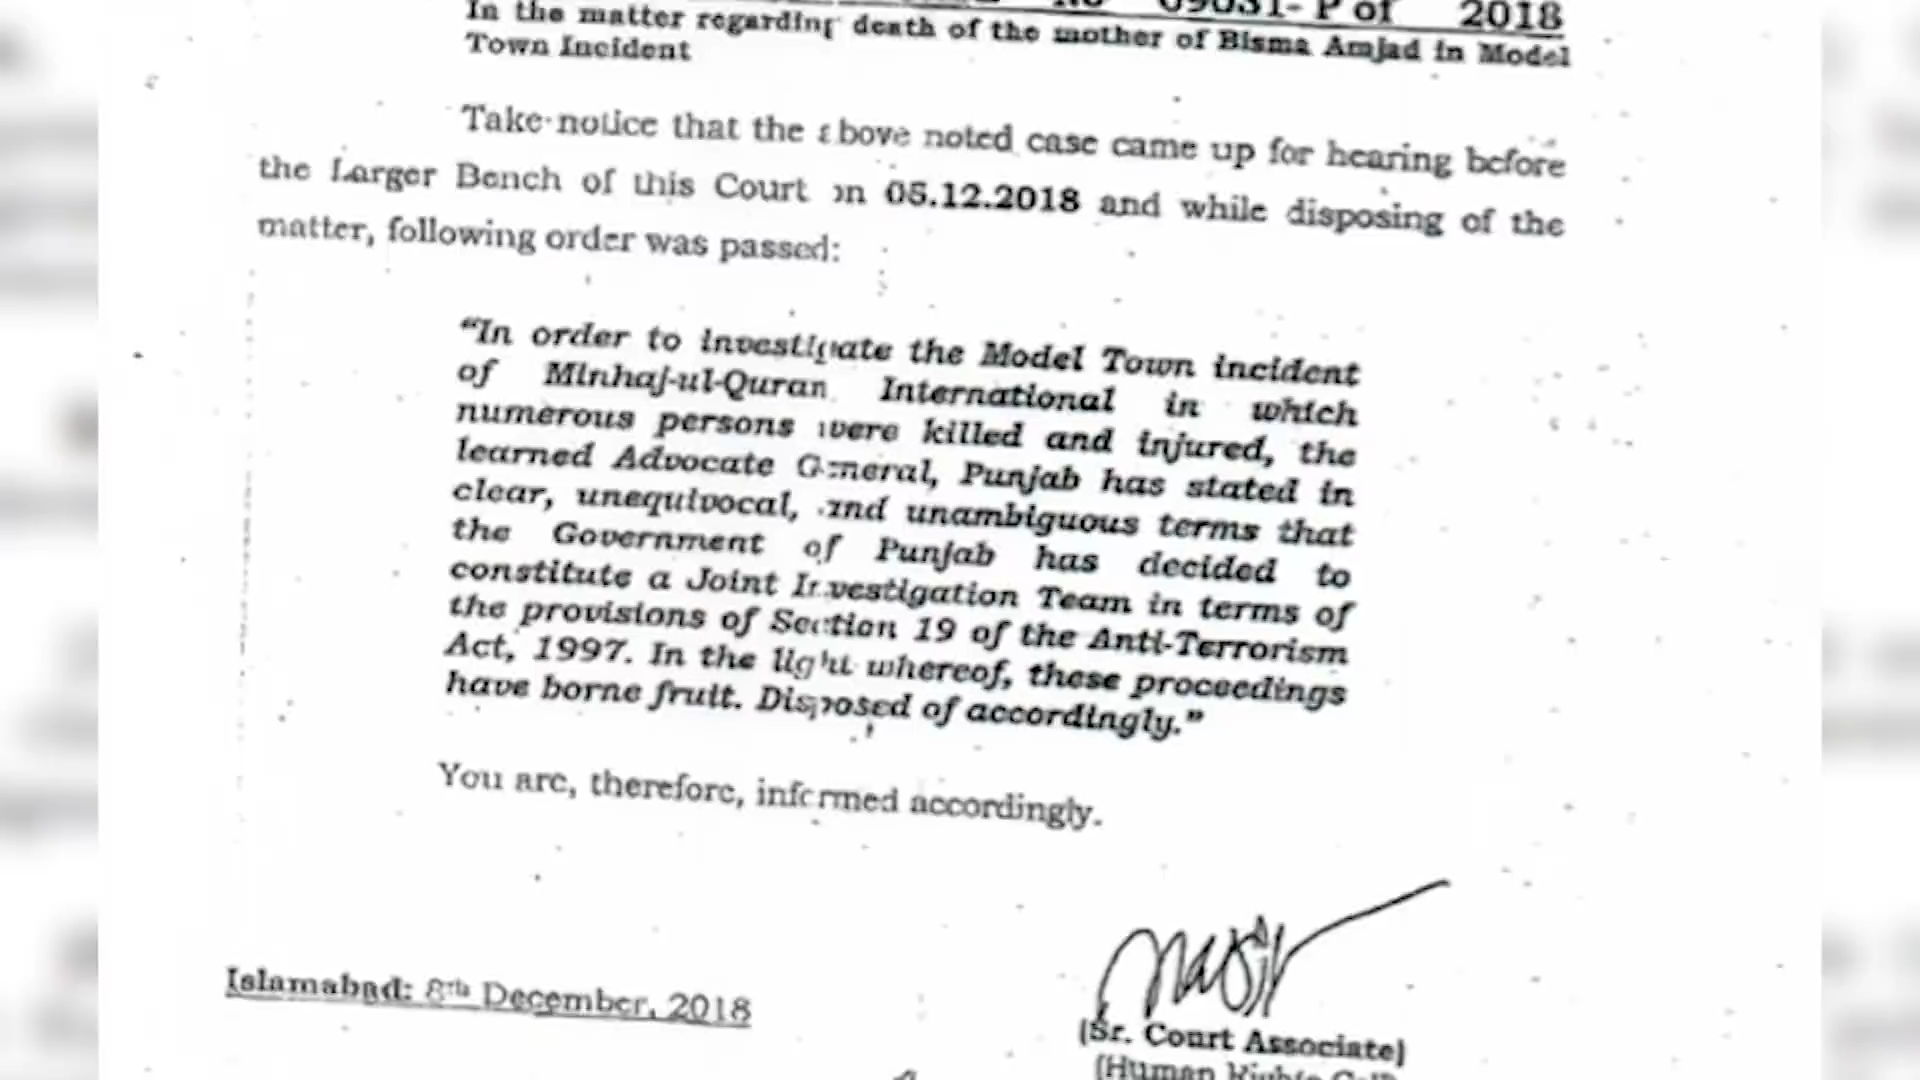 2018
In the matter regarding death of the mother of Bisma Amjad in Model
Town Incident
Take notice that the above noted case came up for hearing before
the Larger Bench of this Court on 05.12.2018 and while disposing of the
matter, following order was passed:
“In order to investigate the Model Town incident
of Minhaj-ul-Quran International in which
numerous persons were killed and injured, the
learned Advocate General, Punjab has stated in
clear, unequivocal, and unambiguous terms that
the Government of Punjab has decided to
constitute a Joint Investigation Team in terms of
the provisions of Section 19 of the Anti-Terrorism
Act, 1997. In the light whereof, these proceedings
have borne fruit. Disposed of accordingly.”
You are, therefore, informed accordingly.
Islamabad: 8th December, 2018
Nasir
(Sr. Court Associate)
(Human Rights